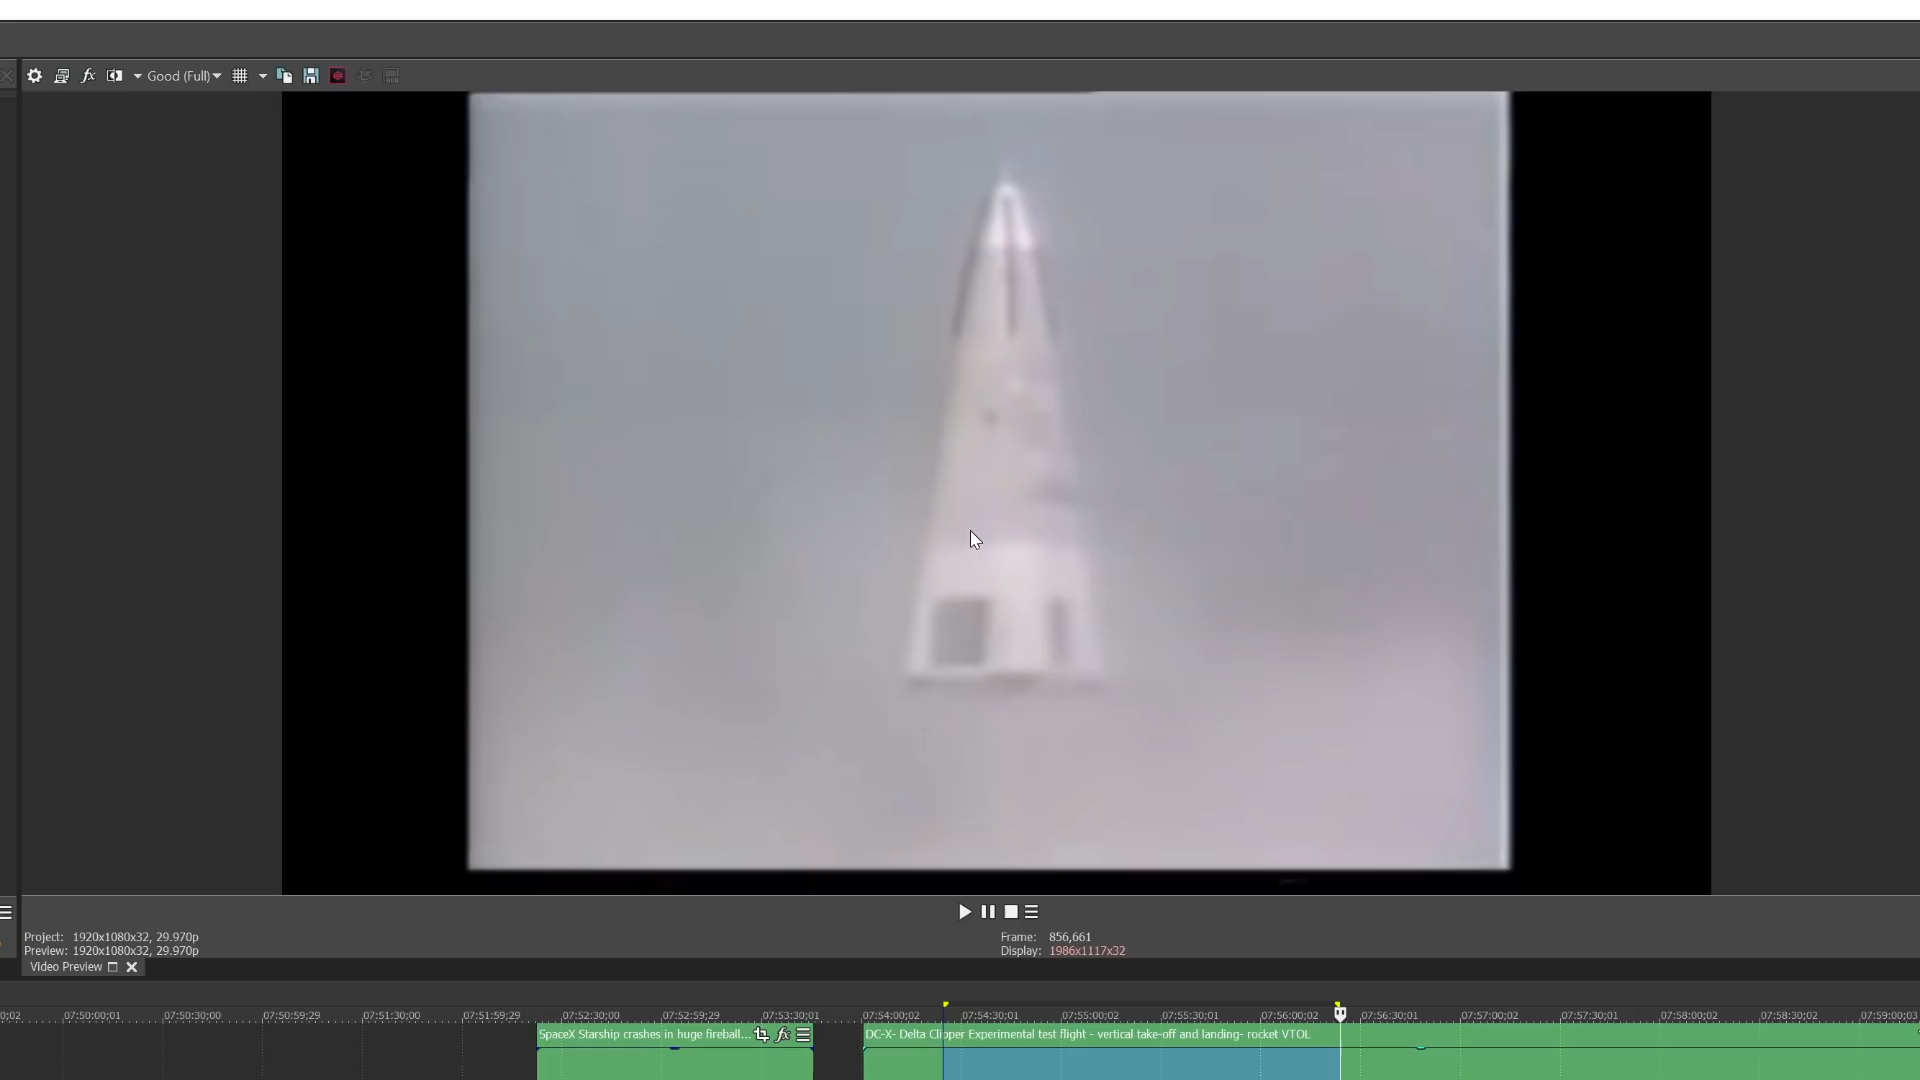 Good (Full)
Project: 1920x1080x32, 29.970p
Preview: 1920x1080x32, 29.970p
Frame: 856,661
Display: 1986x1117x32
Video Preview
0;02 07:50:00;01 07:50:30;00 07:50:59;29 07:51:30;00 07:51:59;29 07:52:30;00 07:52:59;29 07:53:30;01 07:54:00;02 07:54:30;01 07:55:00;02 07:55:30;01 07:56:00;02 07:56:30;01 07:57:00;02 07:57:30;01 07:58:00;02 07:58:30;02 07:59:00;03
SpaceX Starship crashes in huge fireball... fx DC-X- Delta Clipper Experimental test flight - vertical take-off and landing- rocket VTOL